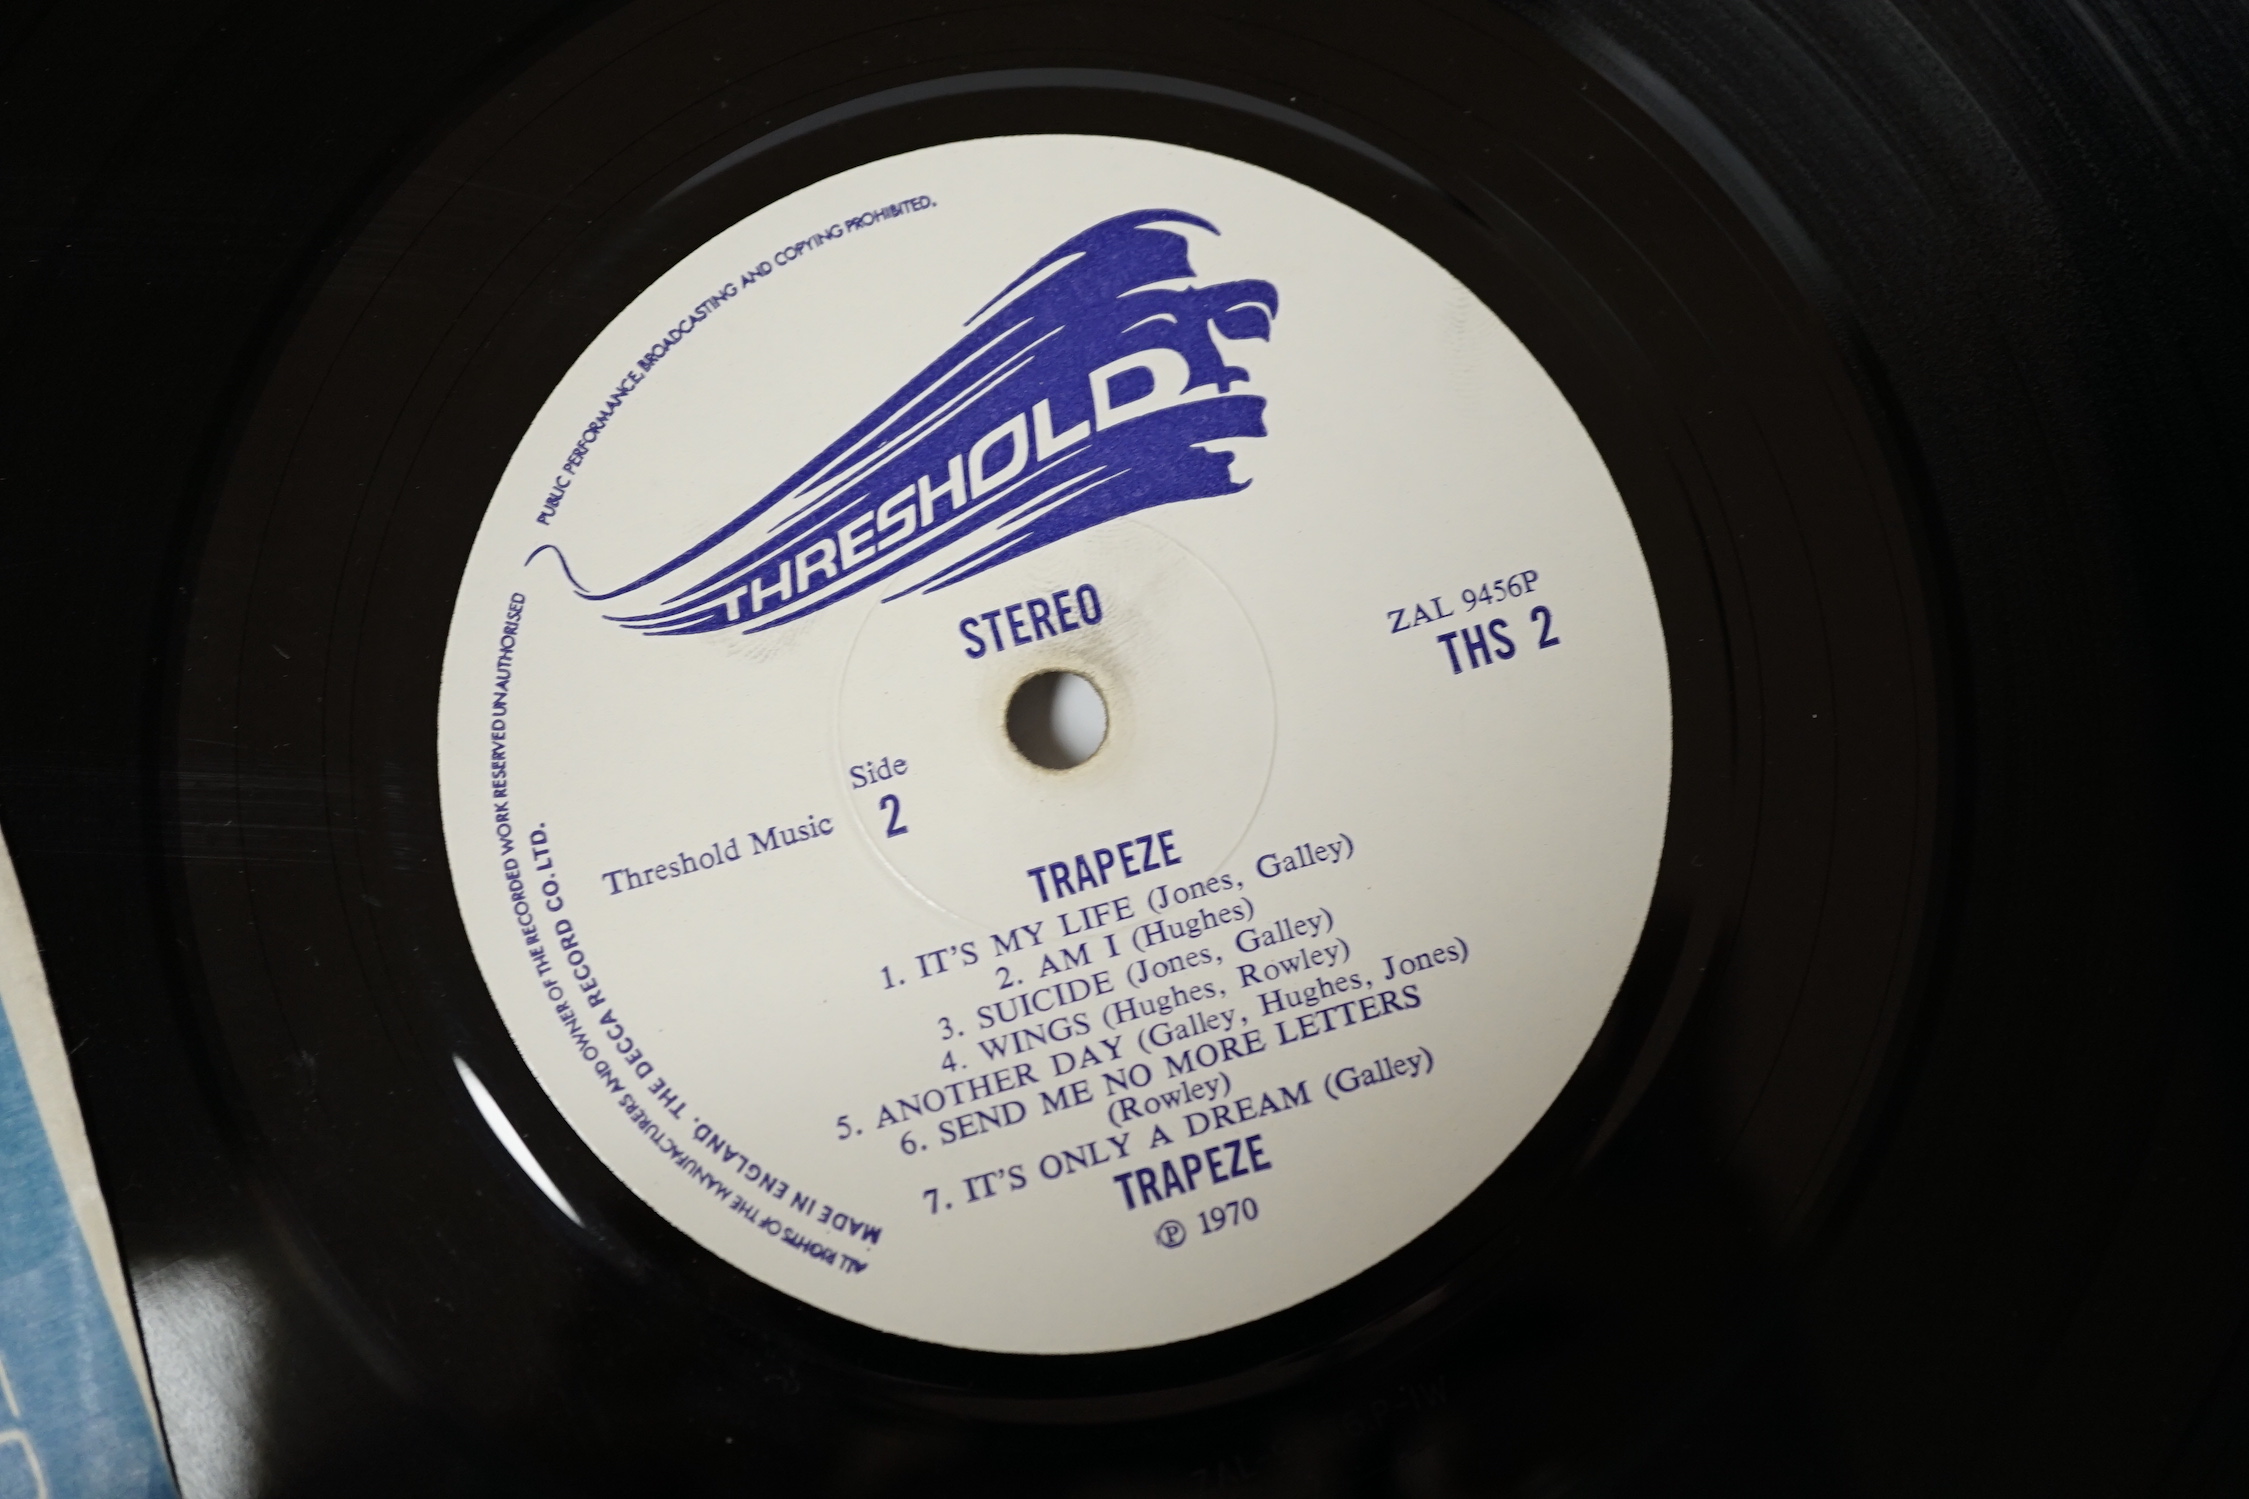 PUBLIC PERFORMANCE, BROADCASTING AND COPYING PROHIBITED.
THRESHOLD
STEREO
ZAL 9456P
THS 2
Side
2
Threshold Music
TRAPEZE
1. IT'S MY LIFE (Jones, Galley)
2. AM I (Hughes)
3. SUICIDE (Jones, Galley)
4. WINGS (Hughes, Rowley)
5. ANOTHER DAY (Galley, Hughes, Jones)
6. SEND ME NO MORE LETTERS
(Rowley)
7. IT'S ONLY A DREAM (Galley)
TRAPEZE
℗ 1970
MADE IN ENGLAND. THE DECCA RECORD CO. LTD.
ALL RIGHTS OF THE MANUFACTURERS AND OWNER OF THE RECORDED WORK RESERVED UNAUTHORISED